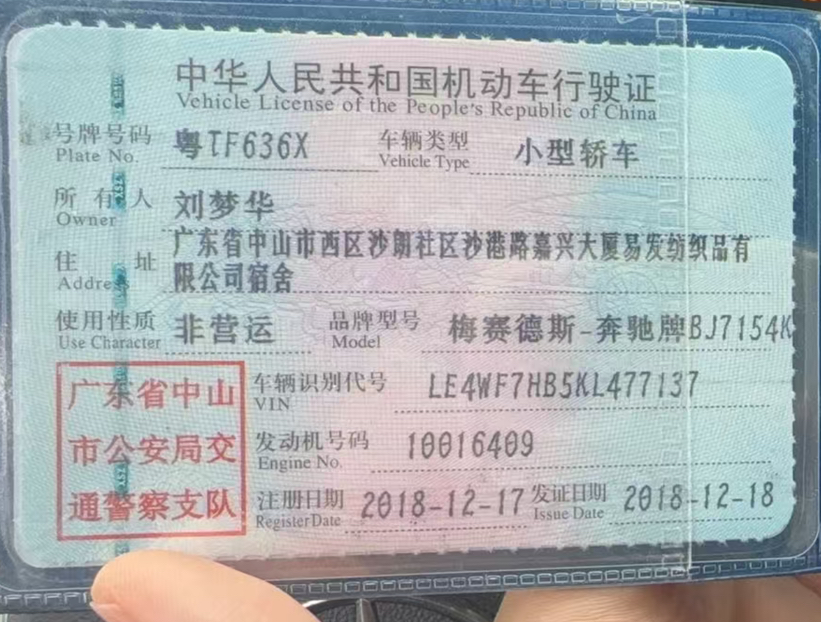 中华人民共和国机动车行驶证
Vehicle License of the People's Republic of China
号牌号码 粤TF636X 车辆类型 小型轿车
Plate No. Vehicle Type
所有人 刘梦华
Owner
住址 广东省中山市西区沙朗社区沙港路嘉兴大厦易发纺织品有
Address 限公司宿舍
使用性质 非营运 品牌型号 梅赛德斯-奔驰牌BJ7154K
Use Character Model
广东省中山 车辆识别代号 LE4WF7HB5KL477137
VIN
市公安局交 发动机号码 10016409
Engine No.
通警察支队 注册日期 2018-12-17 发证日期 2018-12-18
Register Date Issue Date